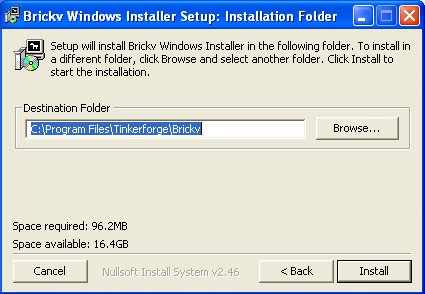 Brickv Windows Installer Setup: Installation Folder
Setup will install Brickv Windows Installer in the following folder. To install in
a different folder, click Browse and select another folder. Click Install to
start the installation.
Destination Folder
C:\Program Files\Tinkerforge\Brickv
Browse...
Space required: 96.2MB
Space available: 16.4GB
Cancel
Nullsoft Install System v2.46
< Back
Install